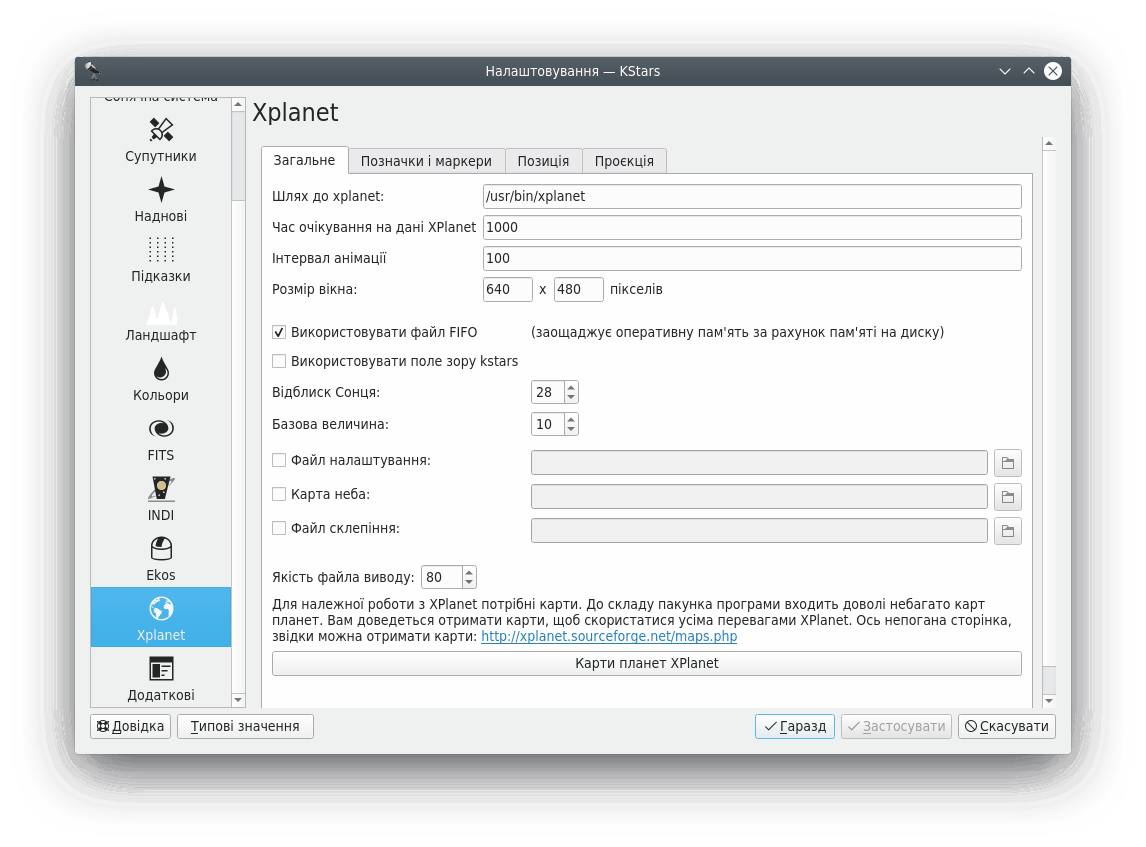 Налаштовування — KStars
Сонячна система
Супутники
Наднові
Підказки
Ландшафт
Кольори
FITS
INDI
Ekos
Xplanet
Додаткові
Xplanet
Загальне Позначки і маркери Позиція Проєкція
Шлях до xplanet: /usr/bin/xplanet
Час очікування на дані XPlanet 1000
Інтервал анімації 100
Розмір вікна: 640 x 480 пікселів
Використовувати файл FIFO (заощаджує оперативну пам'ять за рахунок пам'яті на диску)
Використовувати поле зору kstars
Відблиск Сонця: 28
Базова величина: 10
Файл налаштування:
Карта неба:
Файл склепіння:
Якість файла виводу: 80
Для належної роботи з XPlanet потрібні карти. До складу пакунка програми входить доволі небагато карт
планет. Вам доведеться отримати карти, щоб скористатися усіма перевагами XPlanet. Ось непогана сторінка,
звідки можна отримати карти: http://xplanet.sourceforge.net/maps.php
Карти планет XPlanet
Довідка Типові значення Гаразд Застосувати Скасувати